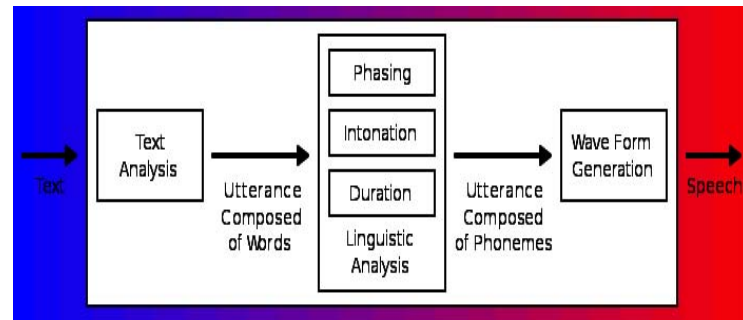 Text
Text
Analysis
Utterance
Composed
of Words
Phasing
Intonation
Duration
Linguistic
Analysis
Utterance
Composed
of Phonemes
Wave Form
Generation
Speech